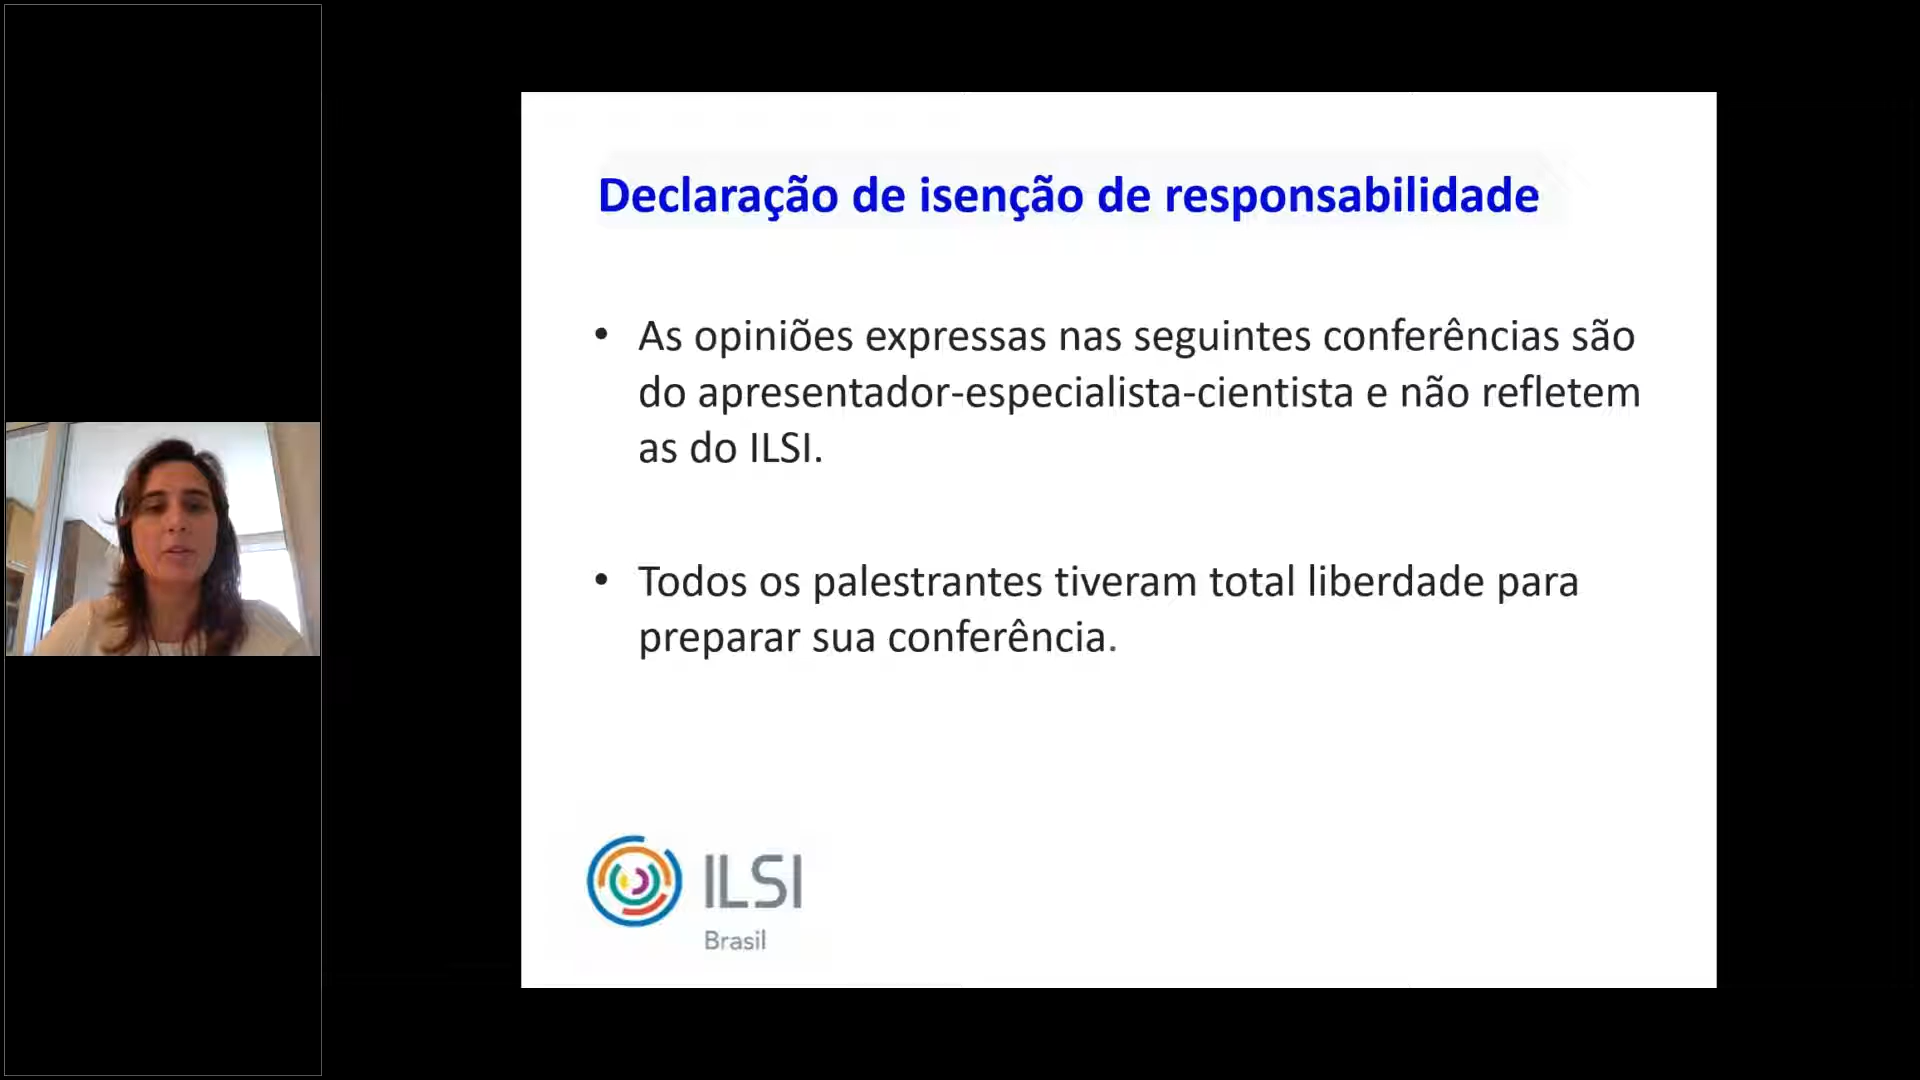 Declaração de isenção de responsabilidade
• As opiniões expressas nas seguintes conferências são
do apresentador-especialista-cientista e não refletem
as do ILSI.
• Todos os palestrantes tiveram total liberdade para
preparar sua conferência.
ILSI
Brasil